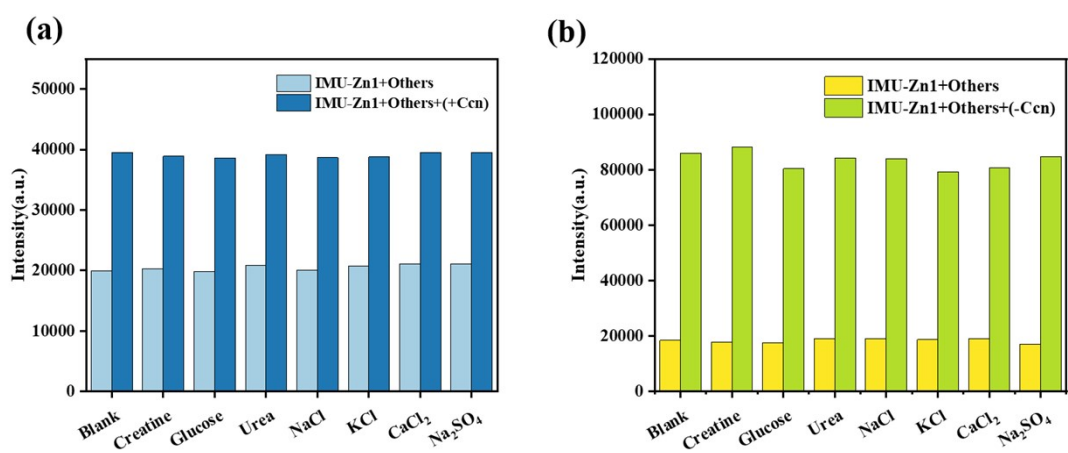 (a)
IMU-Zn1+Others
IMU-Zn1+Others+(+Ccn)
50000
40000
30000
20000
10000
0
Intensity(a.u.)
Blank
Creatine
Glucose
Urea
NaCl
KCl
CaCl₂
Na₂SO₄
(b)
IMU-Zn1+Others
IMU-Zn1+Others+(-Ccn)
120000
100000
80000
60000
40000
20000
0
Intensity(a.u.)
Blank
Creatine
Glucose
Urea
NaCl
KCl
CaCl₂
Na₂SO₄